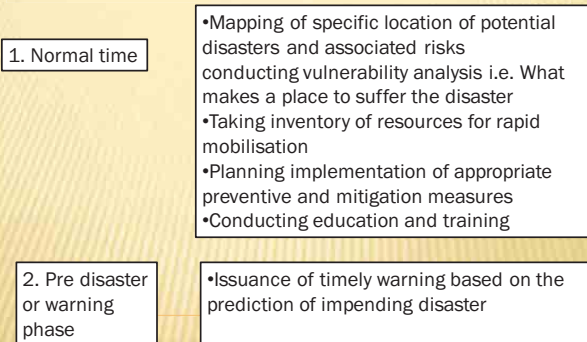 1. Normal time
•Mapping of specific location of potential
disasters and associated risks
conducting vulnerability analysis i.e. What
makes a place to suffer the disaster
•Taking inventory of resources for rapid
mobilisation
•Planning implementation of appropriate
preventive and mitigation measures
•Conducting education and training
2. Pre disaster
or warning
phase
•Issuance of timely warning based on the
prediction of impending disaster